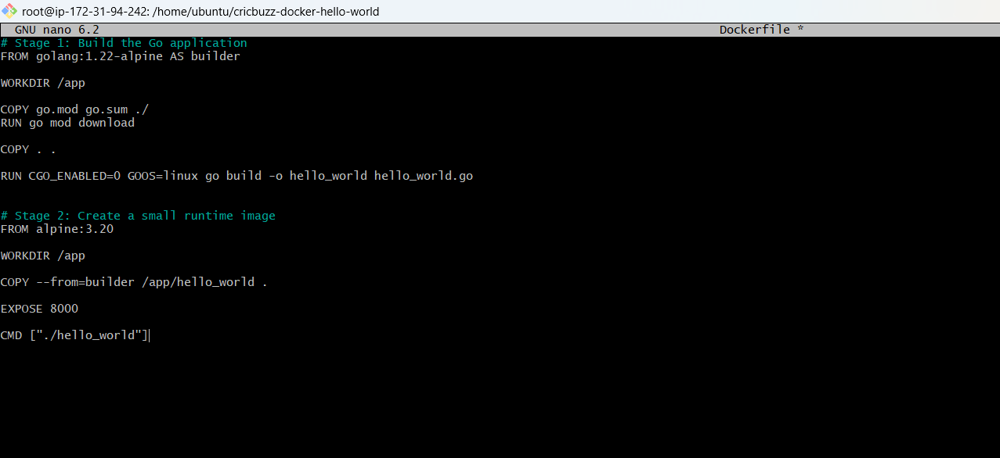 root@ip-172-31-94-242: /home/ubuntu/cricbuzz-docker-hello-world
GNU nano 6.2 Dockerfile *
# Stage 1: Build the Go application
FROM golang:1.22-alpine AS builder
WORKDIR /app
COPY go.mod go.sum ./
RUN go mod download
COPY . .
RUN CGO_ENABLED=0 GOOS=linux go build -o hello_world hello_world.go
# Stage 2: Create a small runtime image
FROM alpine:3.20
WORKDIR /app
COPY --from=builder /app/hello_world .
EXPOSE 8000
CMD ["./hello_world"]